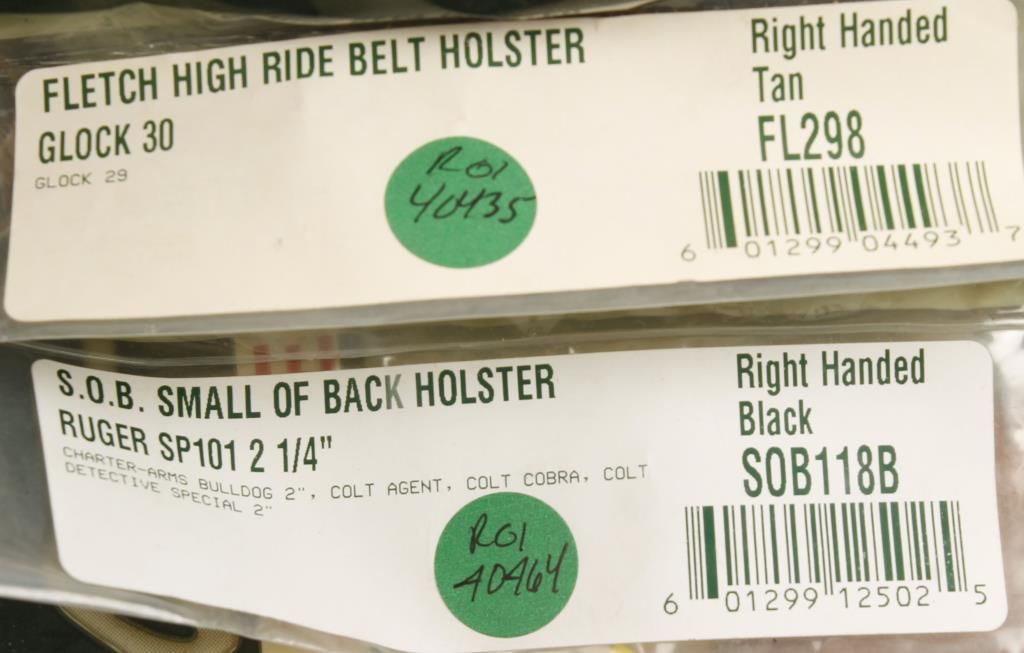 FLETCH HIGH RIDE BELT HOLSTER
GLOCK 30
GLOCK 29
ROI
40435
Right Handed
Tan
FL298
6 01299 04493 7
S.O.B. SMALL OF BACK HOLSTER
RUGER SP101 2 1/4"
CHARTER-ARMS BULLDOG 2", COLT AGENT, COLT COBRA, COLT
DETECTIVE SPECIAL 2"
ROI
40464
Right Handed
Black
SOB118B
6 01299 12502 5